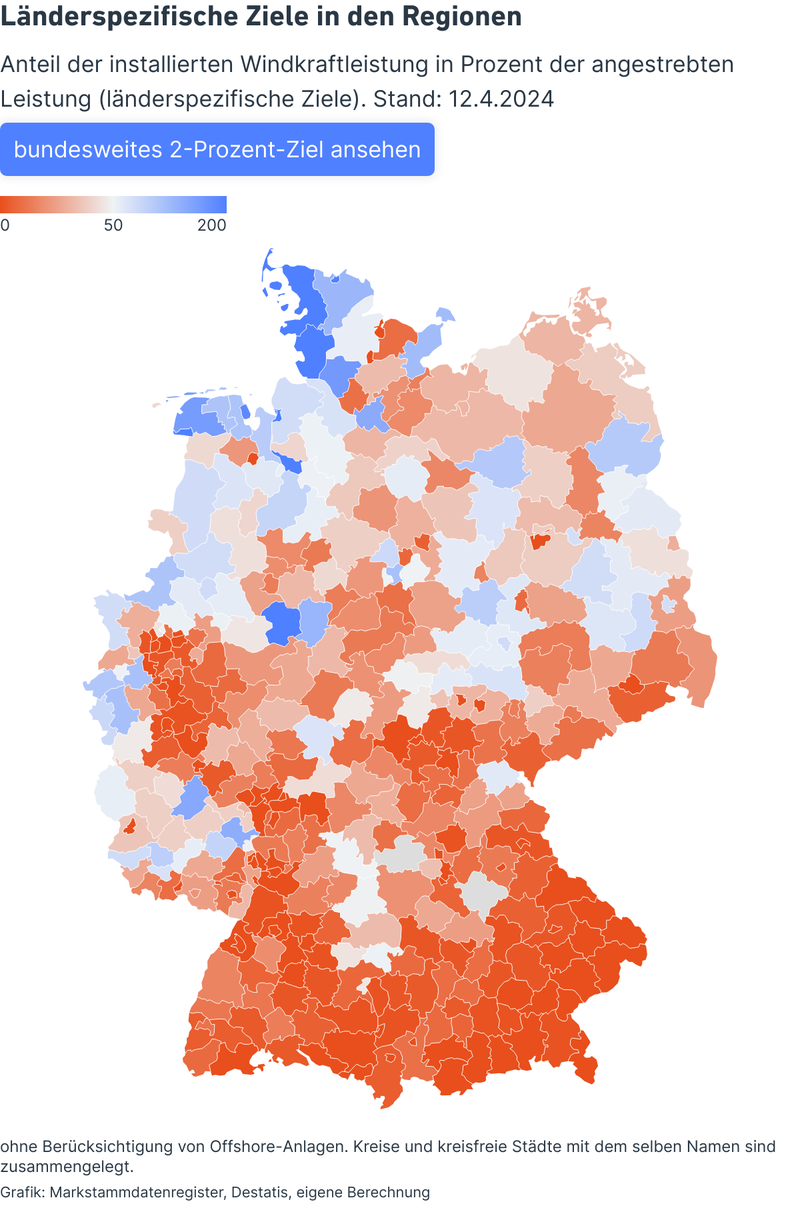 Länderspezifische Ziele in den Regionen
Anteil der installierten Windkraftleistung in Prozent der angestrebten
Leistung (länderspezifische Ziele). Stand: 12.4.2024
bundesweites 2-Prozent-Ziel ansehen
0 50 200
ohne Berücksichtigung von Offshore-Anlagen. Kreise und kreisfreie Städte mit dem selben Namen sind
zusammengelegt.
Grafik: Markstammdatenregister, Destatis, eigene Berechnung